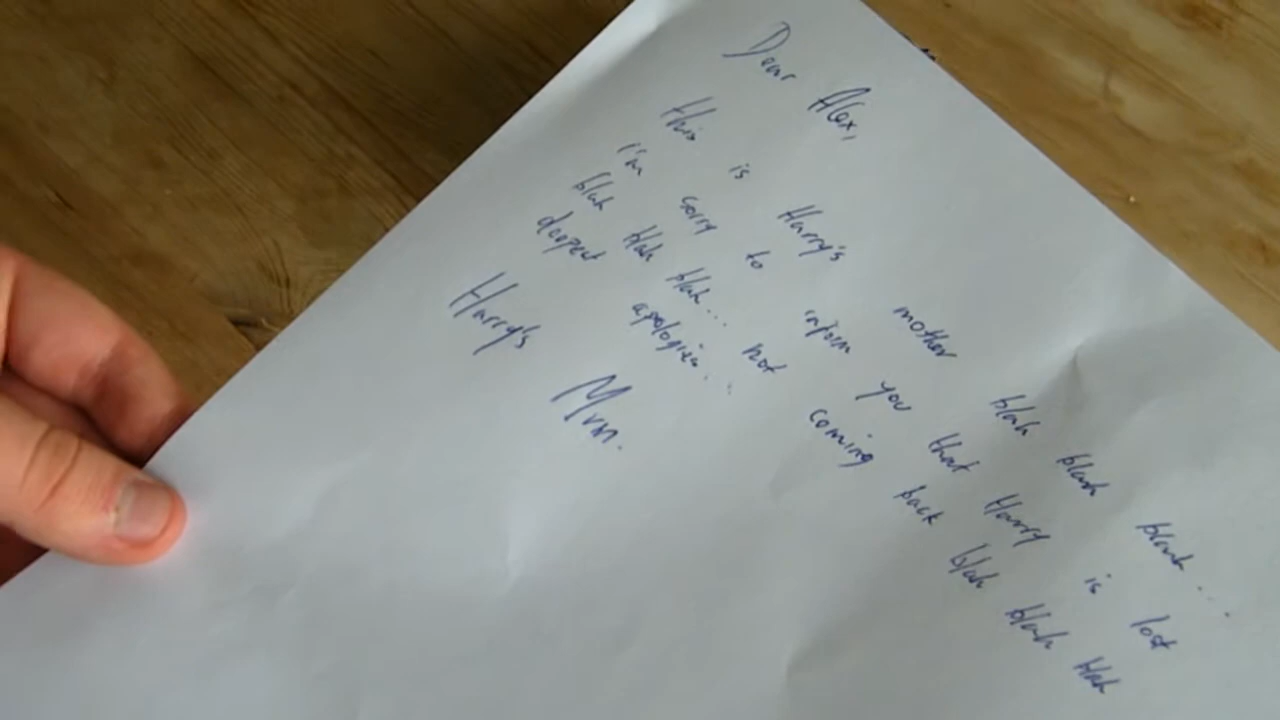 Dear Alex,
this is Harry's mother blah blah blah...
I'm sorry to inform you that Harry is lost
blah blah blah... not coming back blah blah blah
deepest apologies...
Harry's Mum.